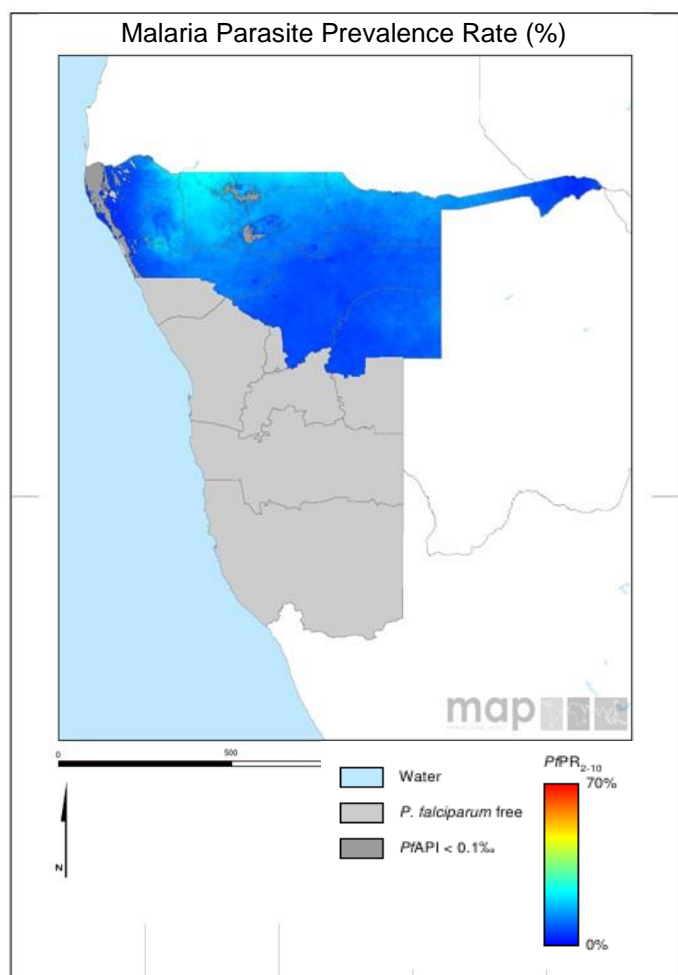 Malaria Parasite Prevalence Rate (%)
map
0
500
Water
P. falciparum free
PfAPI < 0.1‰
N
PfPR2-10
70%
0%